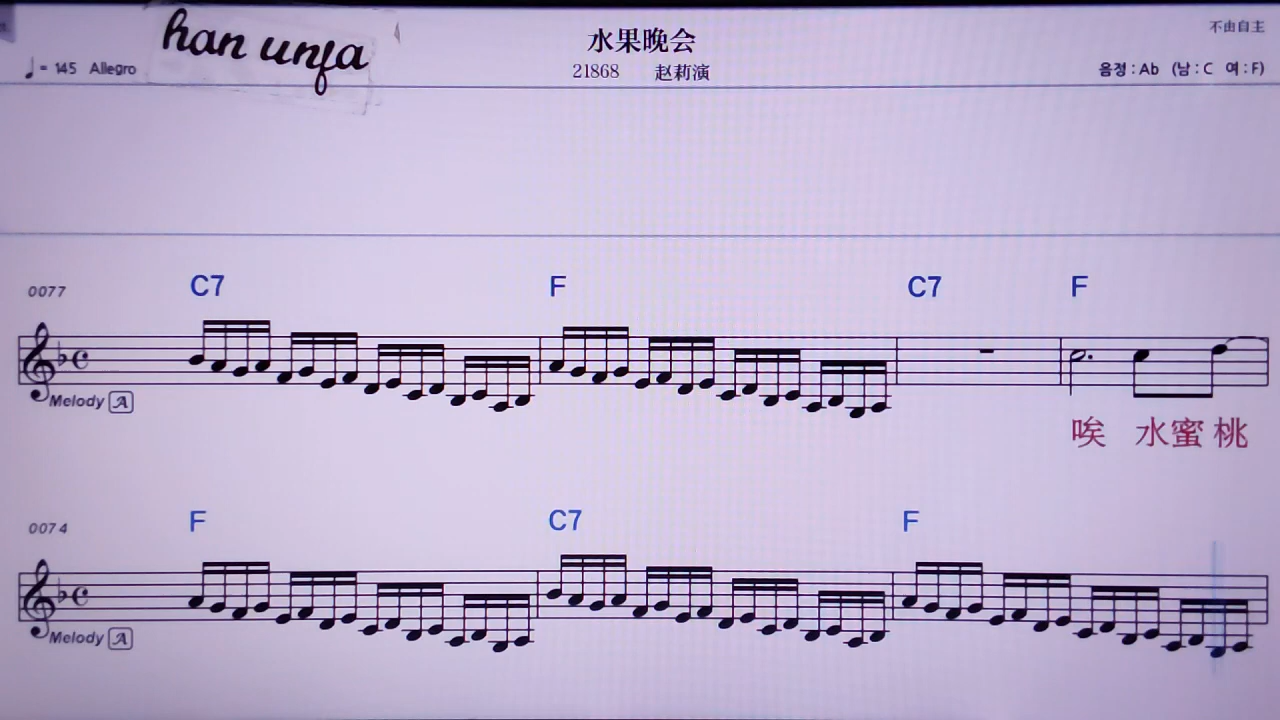 han unfa
水果晚会
不由自主
♩= 145 Allegro
21868 赵莉演
음정 : Ab (남 : C 여 : F)
0077
C7 F C7 F
Melody A
唉 水蜜桃
0074
F C7 F
Melody A